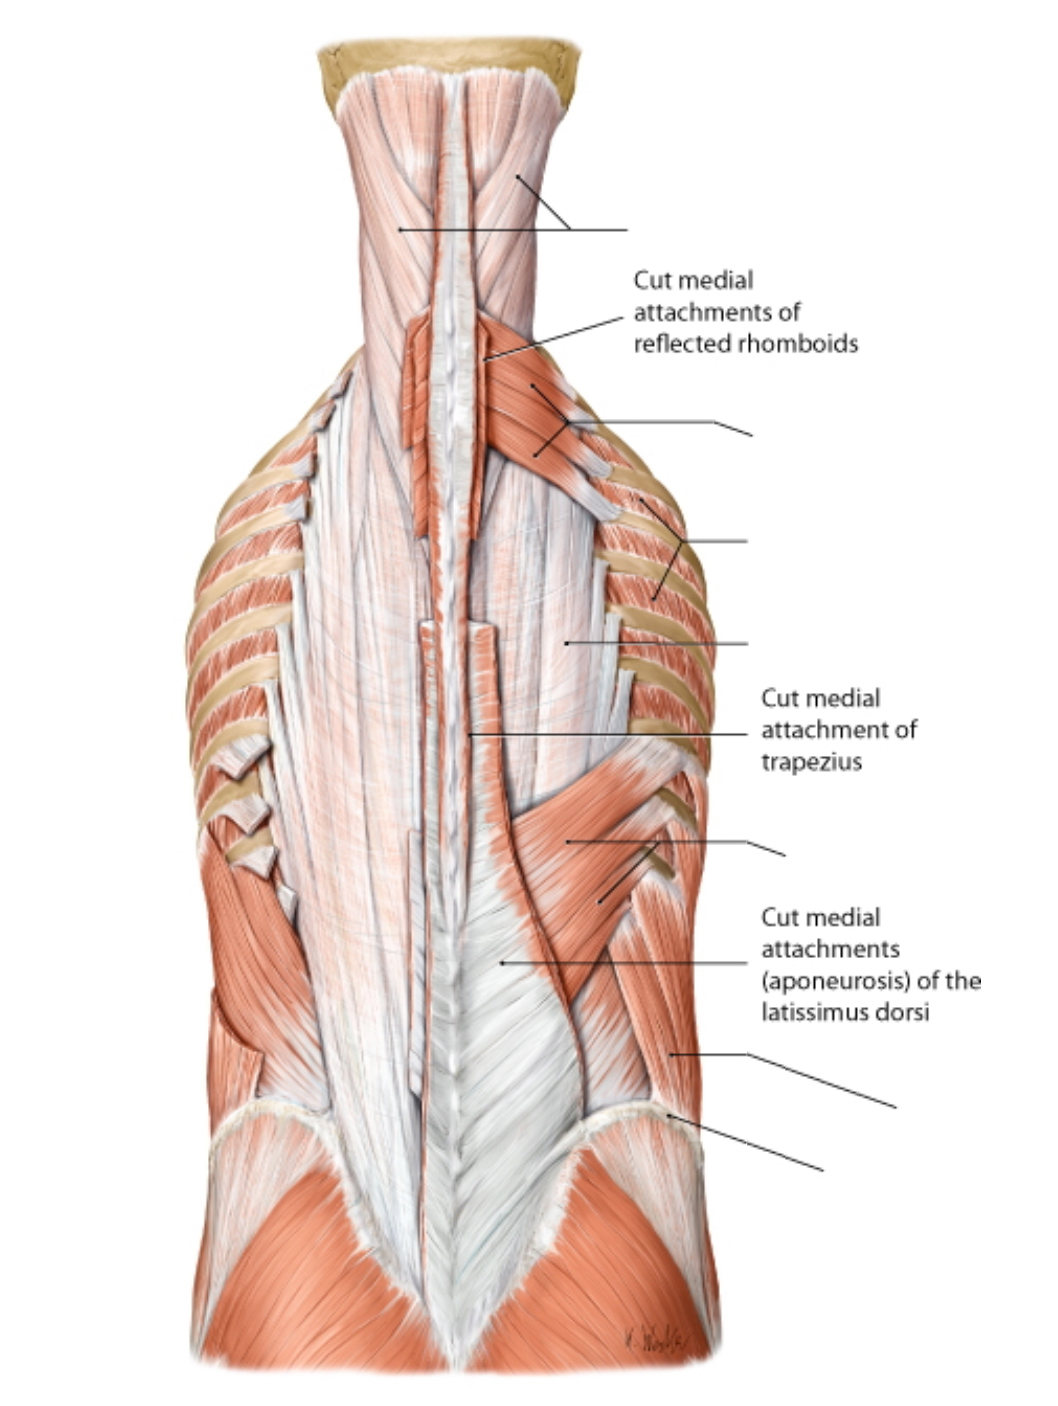 Cut medial
attachments of
reflected rhomboids
Cut medial
attachment of
trapezius
Cut medial
attachments
(aponeurosis) of the
latissimus dorsi